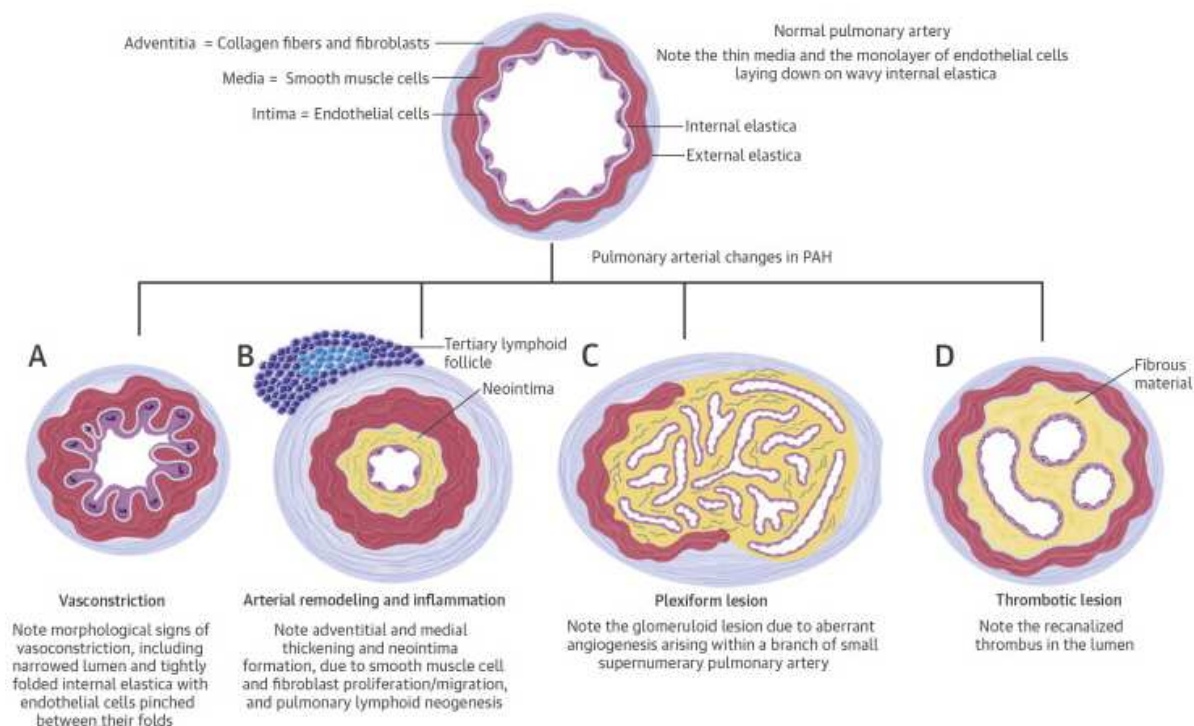 Normal pulmonary artery
Note the thin media and the monolayer of endothelial cells
laying down on wavy internal elastica
Adventitia = Collagen fibers and fibroblasts
Media = Smooth muscle cells
Intima = Endothelial cells
Internal elastica
External elastica
Pulmonary arterial changes in PAH
A
Vasoconstriction
Note morphological signs of
vasoconstriction, including
narrowed lumen and tightly
folded internal elastica with
endothelial cells pinched
between their folds
B
Tertiary lymphoid
follicle
Neointima
Arterial remodeling and inflammation
Note adventitial and medial
thickening and neointima
formation, due to smooth muscle cell
and fibroblast proliferation/migration,
and pulmonary lymphoid neogenesis
C
Plexiform lesion
Note the glomeruloid lesion due to aberrant
angiogenesis arising within a branch of small
supernumerary pulmonary artery
D
Fibrous
material
Thrombotic lesion
Note the recanalized
thrombus in the lumen